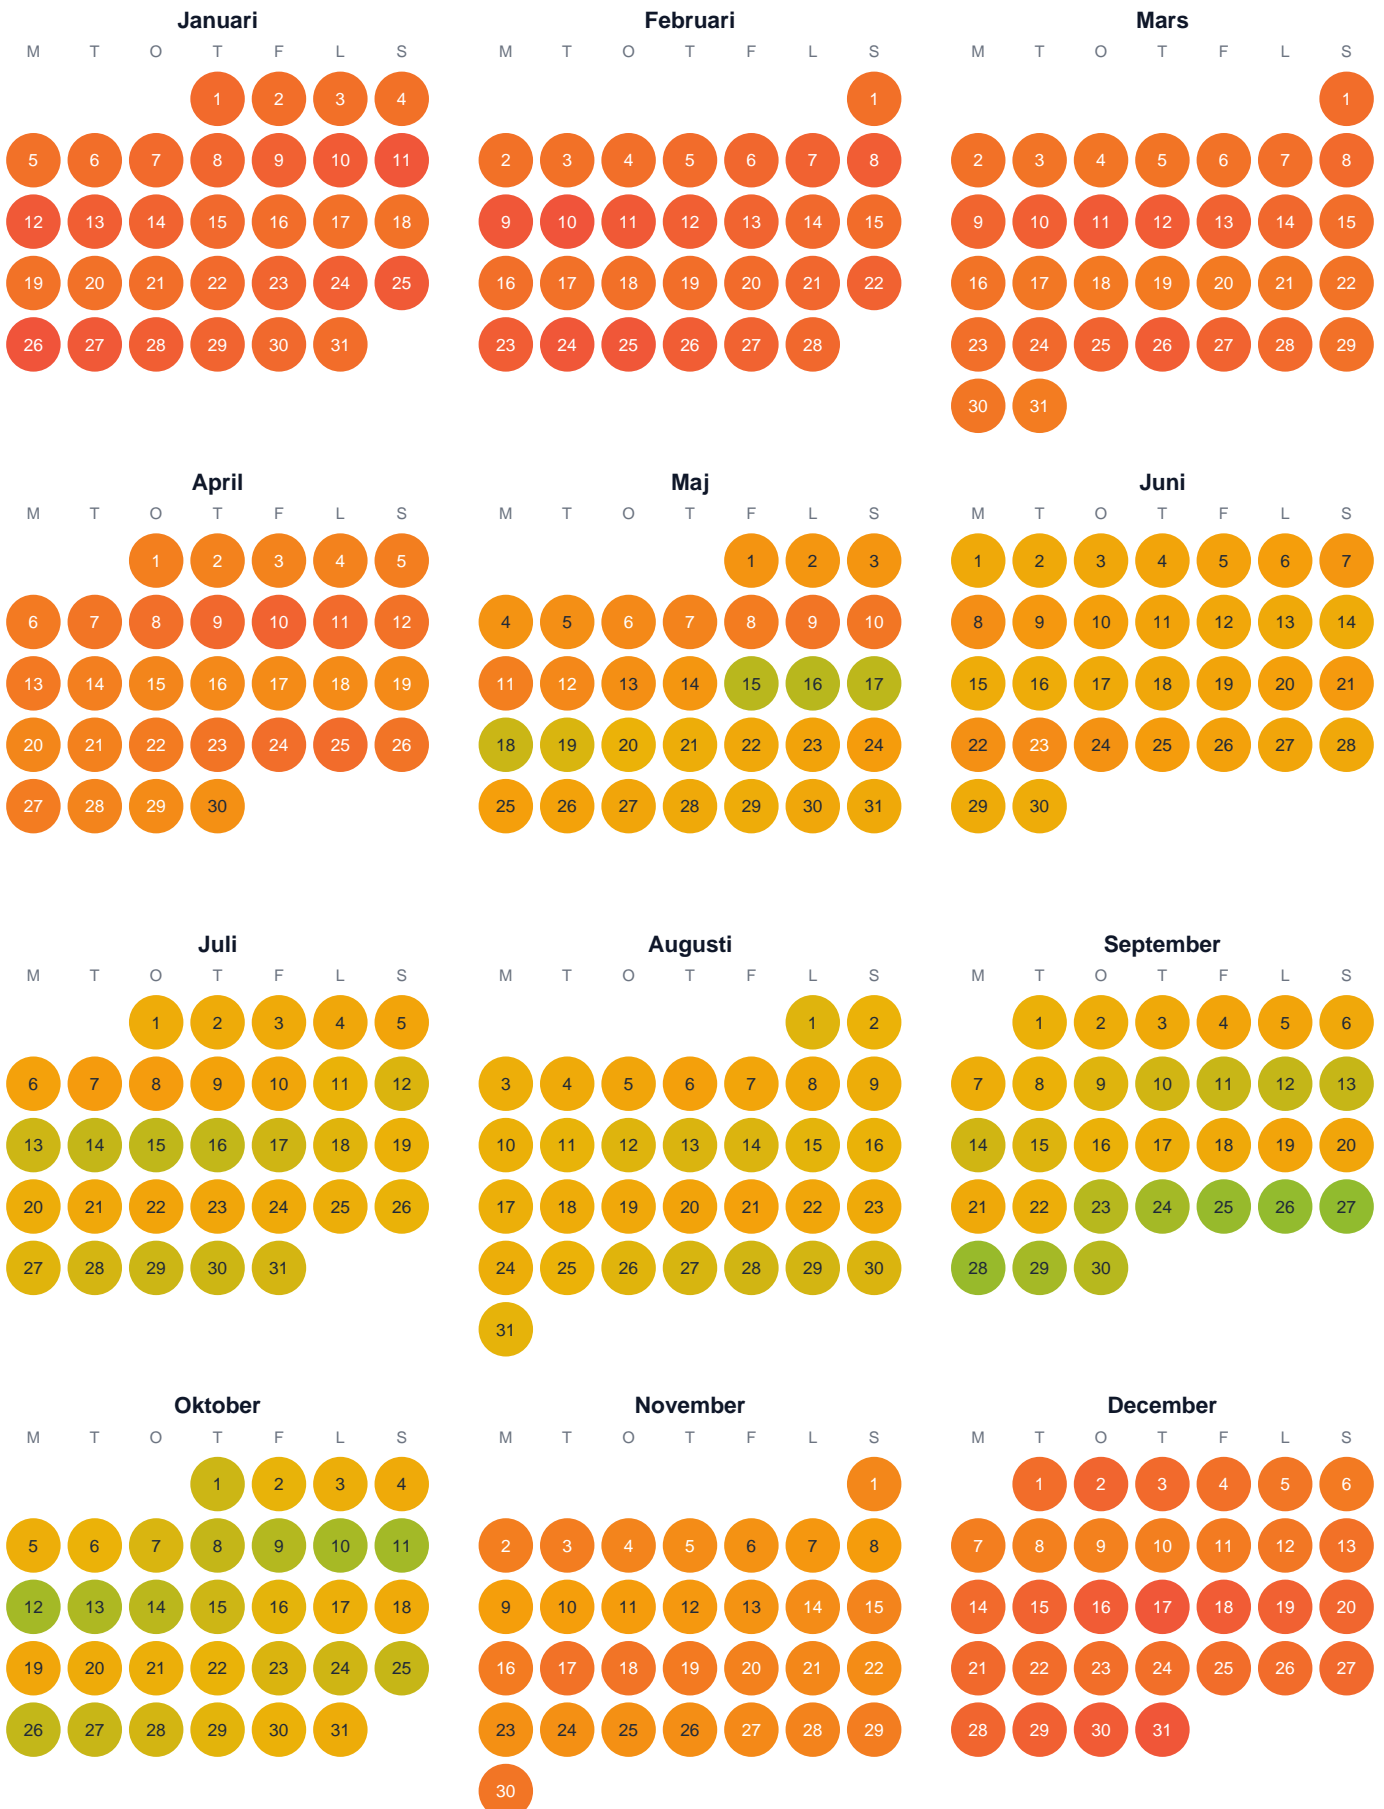 Januari
M T O T F L S
1 2 3 4
5 6 7 8 9 10 11
12 13 14 15 16 17 18
19 20 21 22 23 24 25
26 27 28 29 30 31
Februari
M T O T F L S
1
2 3 4 5 6 7 8
9 10 11 12 13 14 15
16 17 18 19 20 21 22
23 24 25 26 27 28
Mars
M T O T F L S
1
2 3 4 5 6 7 8
9 10 11 12 13 14 15
16 17 18 19 20 21 22
23 24 25 26 27 28 29
30 31
April
M T O T F L S
1 2 3 4 5
6 7 8 9 10 11 12
13 14 15 16 17 18 19
20 21 22 23 24 25 26
27 28 29 30
Maj
M T O T F L S
1 2 3
4 5 6 7 8 9 10
11 12 13 14 15 16 17
18 19 20 21 22 23 24
25 26 27 28 29 30 31
Juni
M T O T F L S
1 2 3 4 5 6 7
8 9 10 11 12 13 14
15 16 17 18 19 20 21
22 23 24 25 26 27 28
29 30
Juli
M T O T F L S
1 2 3 4 5
6 7 8 9 10 11 12
13 14 15 16 17 18 19
20 21 22 23 24 25 26
27 28 29 30 31
Augusti
M T O T F L S
1 2
3 4 5 6 7 8 9
10 11 12 13 14 15 16
17 18 19 20 21 22 23
24 25 26 27 28 29 30
31
September
M T O T F L S
1 2 3 4 5 6
7 8 9 10 11 12 13
14 15 16 17 18 19 20
21 22 23 24 25 26 27
28 29 30
Oktober
M T O T F L S
1 2 3 4
5 6 7 8 9 10 11
12 13 14 15 16 17 18
19 20 21 22 23 24 25
26 27 28 29 30 31
November
M T O T F L S
1
2 3 4 5 6 7 8
9 10 11 12 13 14 15
16 17 18 19 20 21 22
23 24 25 26 27 28 29
30
December
M T O T F L S
1 2 3 4 5 6
7 8 9 10 11 12 13
14 15 16 17 18 19 20
21 22 23 24 25 26 27
28 29 30 31